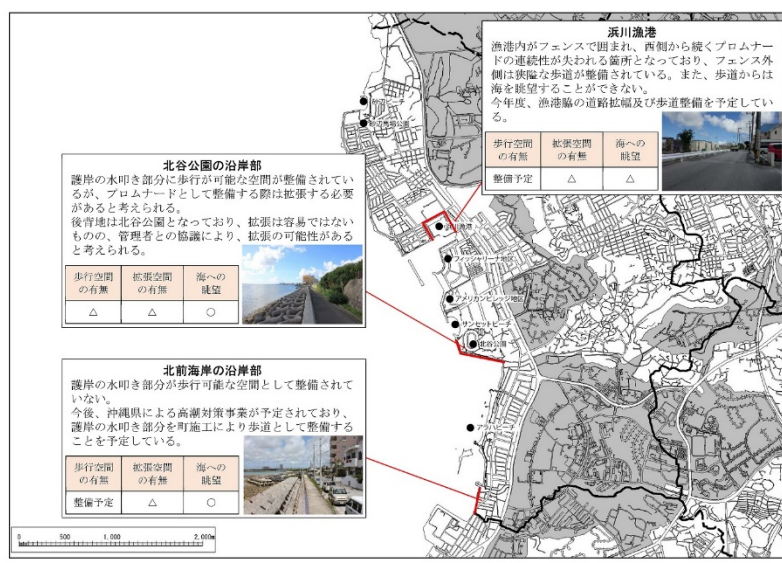 浜川漁港
漁港内がフェンスで囲まれ、西側から続くプロムナー
ドの連続性が失われる箇所となっており、フェンス外
側は狭隘な歩道が整備されている。また、歩道からは
海を眺望することができない。
今年度、漁港脇の道路拡幅及び歩道整備を予定してい
る。
歩行空間の有無
拡張空間の有無
海への眺望
整備予定 △ △
砂辺ビーチ
砂辺馬場公園
北谷公園の沿岸部
護岸の水叩き部分に歩行が可能な空間が整備されてい
るが、プロムナードとして整備する際は拡張する必要
があると考えられる。
後背地は北谷公園となっており、拡張は容易ではない
ものの、管理者との協議により、拡張の可能性がある
と考えられる。
歩行空間の有無
拡張空間の有無
海への眺望
△ △ ○
浜川漁港
フィッシャリーナ地区
アメリカンビレッジ地区
サンセットビーチ
北谷公園
北前海岸の沿岸部
護岸の水叩き部分が歩行可能な空間として整備されて
いない。
今後、沖縄県による高潮対策事業が予定されており、
護岸の水叩き部分を町施工により歩道として整備する
ことを予定している。
歩行空間の有無
拡張空間の有無
海への眺望
整備予定 △ ○
アラハビーチ
0 500 1,000 2,000m